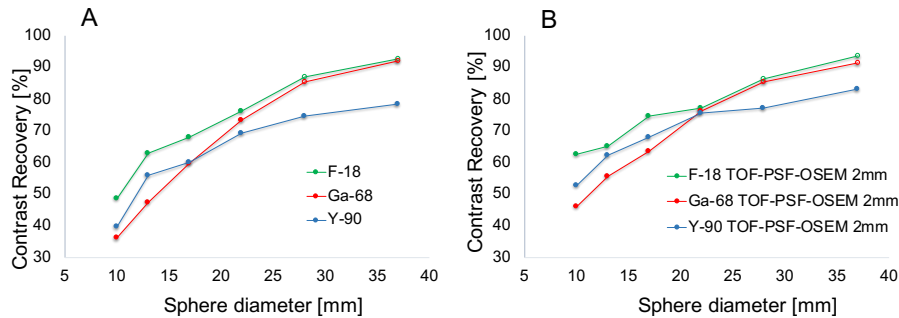 A
Contrast Recovery [%]
100
90
80
70
60
50
40
30
5
10
15
20
25
30
35
40
Sphere diameter [mm]
F-18
Ga-68
Y-90
B
Contrast Recovery [%]
100
90
80
70
60
50
40
30
5
10
15
20
25
30
35
40
Sphere diameter [mm]
F-18 TOF-PSF-OSEM 2mm
Ga-68 TOF-PSF-OSEM 2mm
Y-90 TOF-PSF-OSEM 2mm